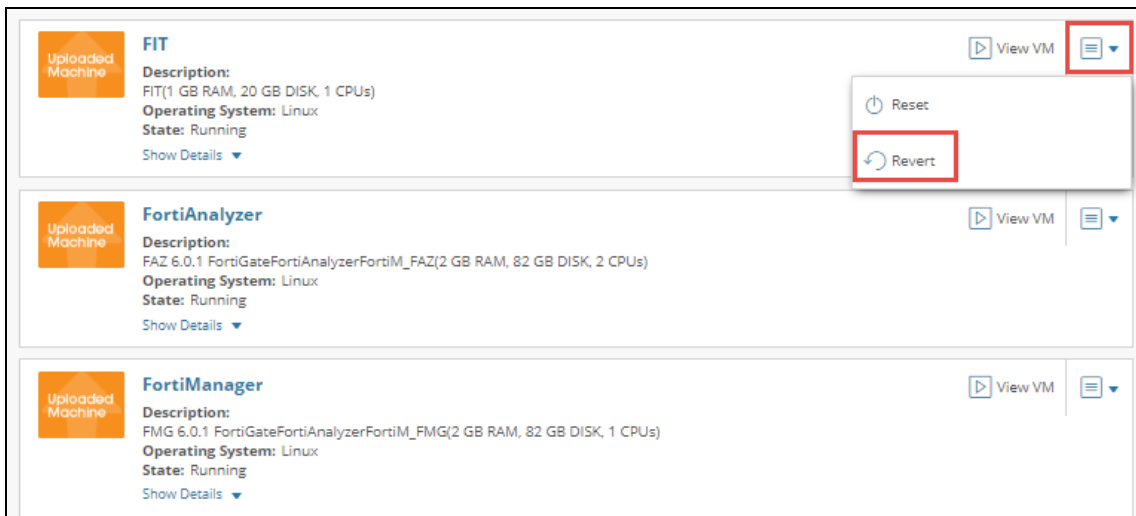 Uploaded
Machine
FIT
View VM
Description:
FIT(1 GB RAM, 20 GB DISK, 1 CPUs)
Operating System: Linux
State: Running
Show Details
Reset
Revert
Uploaded
Machine
FortiAnalyzer
View VM
Description:
FAZ 6.0.1 FortiGateFortiAnalyzerFortiM_FAZ(2 GB RAM, 82 GB DISK, 2 CPUs)
Operating System: Linux
State: Running
Show Details
Uploaded
Machine
FortiManager
View VM
Description:
FMG 6.0.1 FortiGateFortiAnalyzerFortiM_FMG(2 GB RAM, 82 GB DISK, 1 CPUs)
Operating System: Linux
State: Running
Show Details